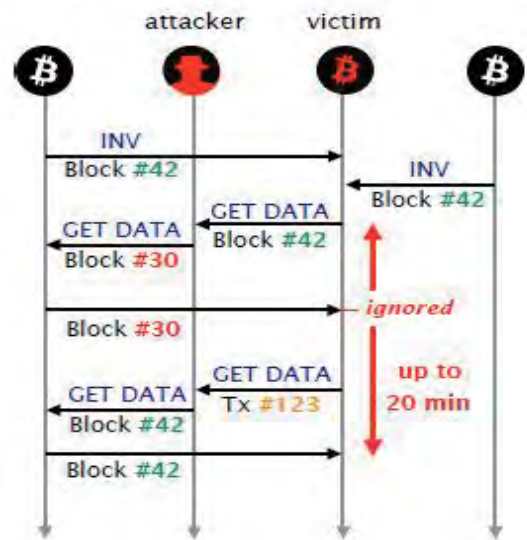 attacker victim
INV
Block #42
INV
Block #42
GET DATA
Block #42
GET DATA
Block #30
ignored
Block #30
up to
20 min
GET DATA
Tx #123
GET DATA
Block #42
Block #42